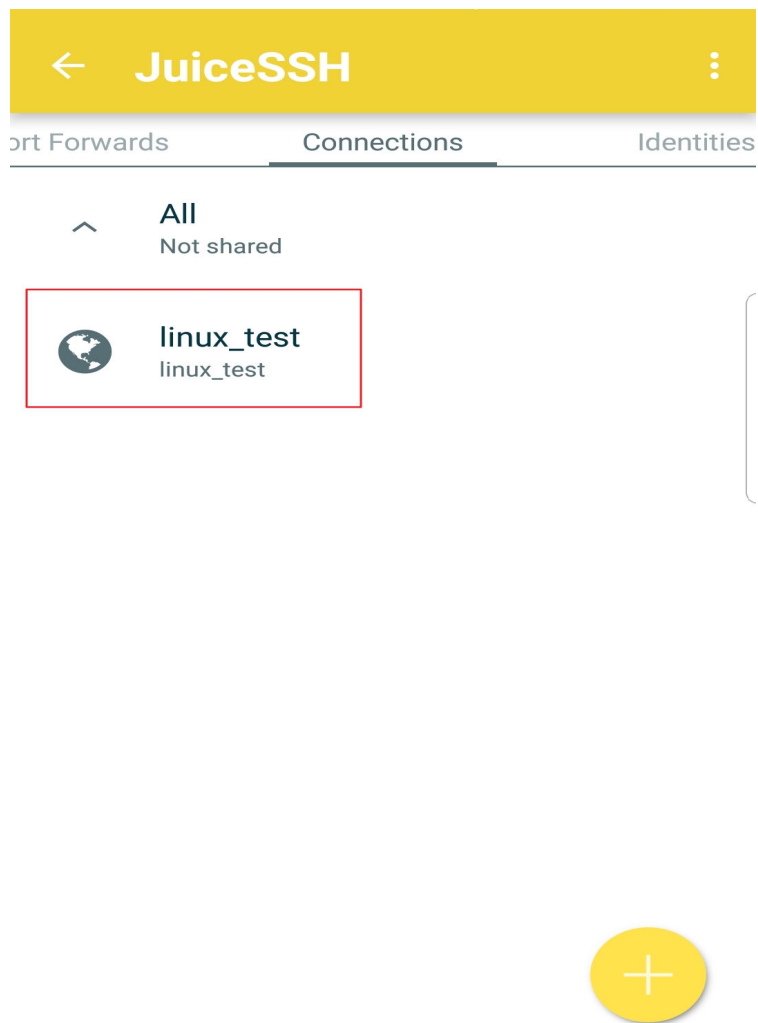 JuiceSSH
ort Forwards Connections Identities
All
Not shared
linux_test
linux_test